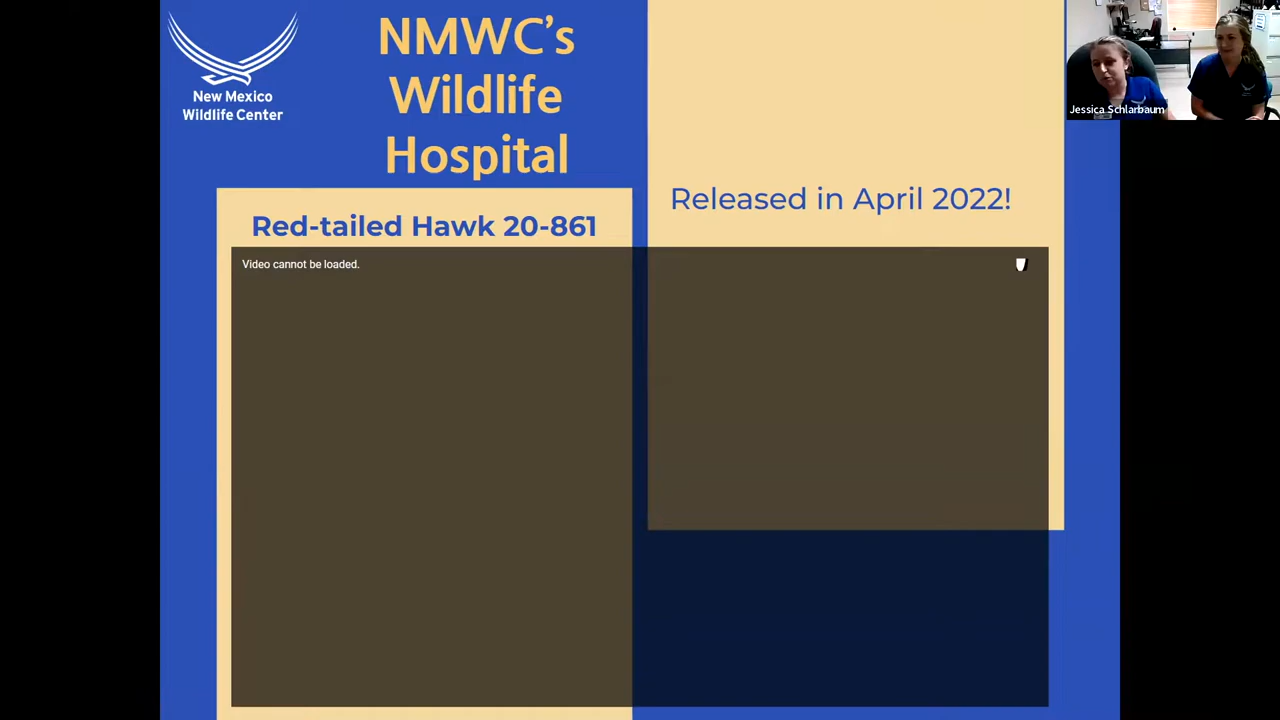 New Mexico
Wildlife Center
NMWC's
Wildlife
Hospital
Red-tailed Hawk 20-861
Released in April 2022!
Video cannot be loaded.
Jessica Schlarbaum